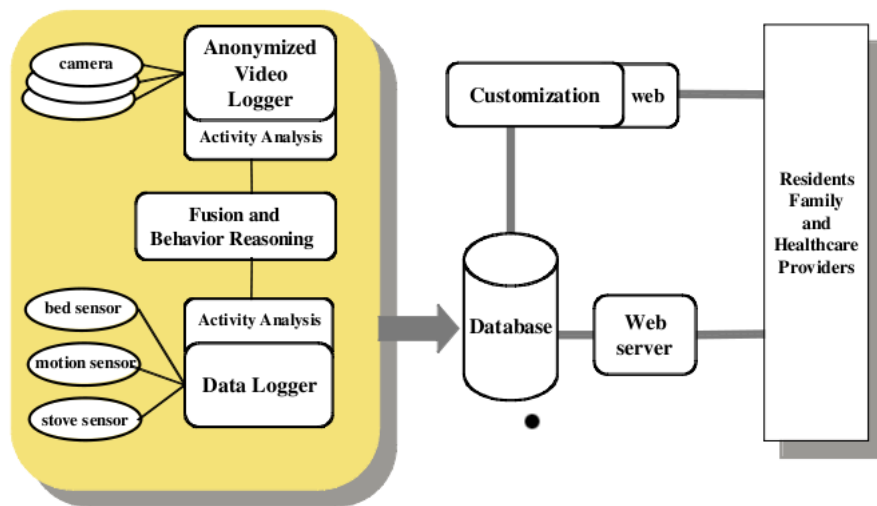 camera
Anonymized
Video
Logger
Activity Analysis
Fusion and
Behavior Reasoning
bed sensor
motion sensor
stove sensor
Activity Analysis
Data Logger
Customization
web
Database
Web
server
Residents
Family
and
Healthcare
Providers